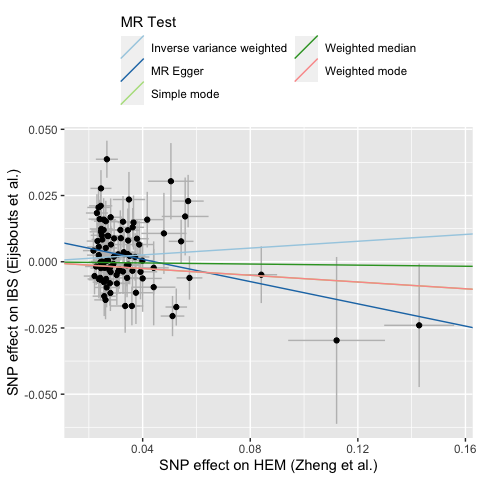 MR Test
Inverse variance weighted
Weighted median
MR Egger
Weighted mode
Simple mode
0.050
0.025
0.000
-0.025
-0.050
SNP effect on IBS (Eijsbouts et al.)
0.04
0.08
0.12
0.16
SNP effect on HEM (Zheng et al.)